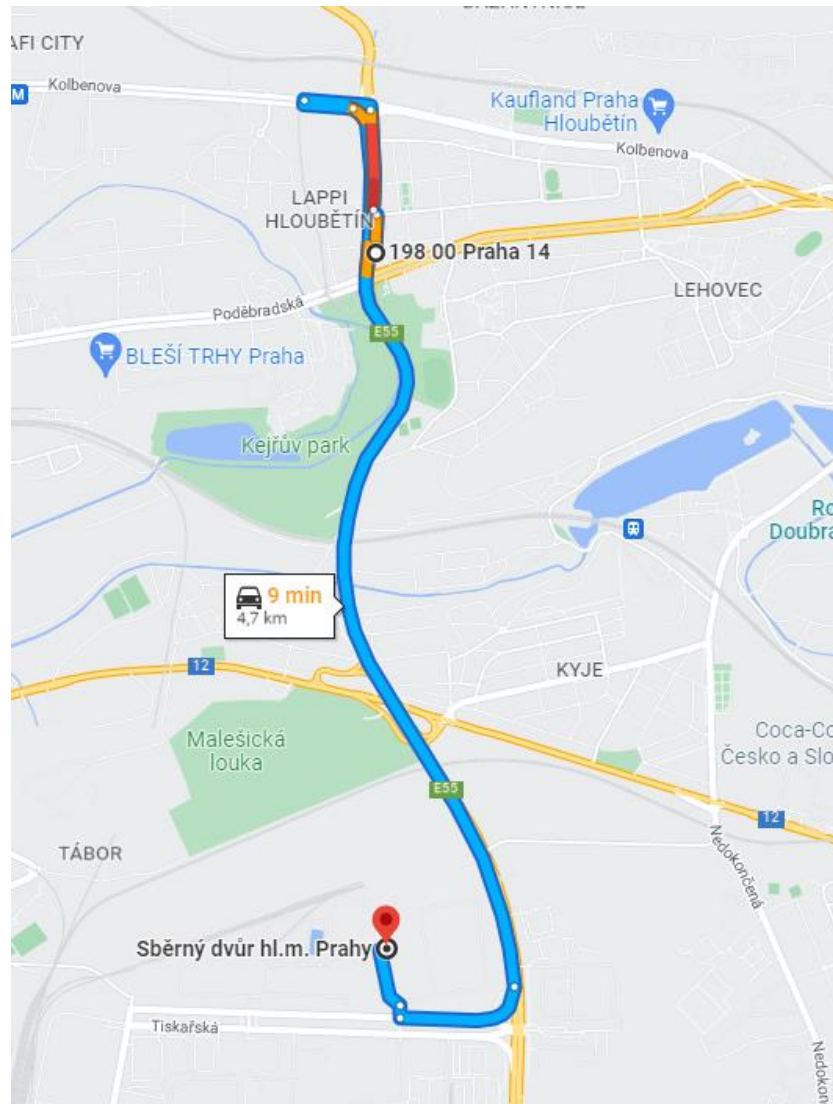 AFI CITY
Kolbenova
M
Kaufland Praha
Hloubětín
Kolbenova
LAPPI
HLOUBĚTÍN
198 00 Praha 14
LEHOVEC
Poděbradská
E55
BLEŠÍ TRHY Praha
Kejřův park
Doubra
9 min
4,7 km
12
KYJE
Malešická
louka
Coca-Co
Česko a Slo
E55
12
TÁBOR
Nedokončená
Sběrný dvůr hl.m. Prahy
Tiskařská
Nedokon